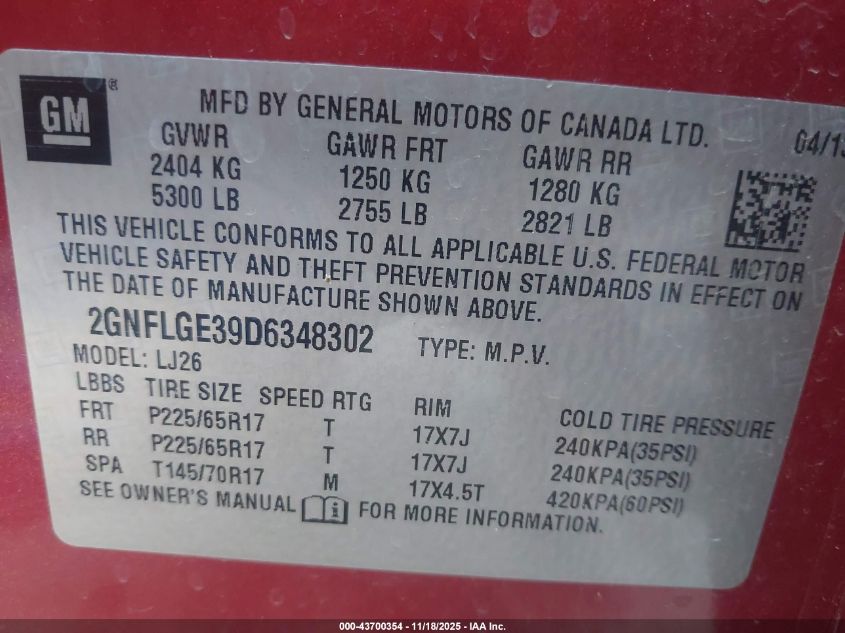 GM ®
MFD BY GENERAL MOTORS OF CANADA LTD.
GVWR GAWR FRT GAWR RR 04/13
2404 KG 1250 KG 1280 KG
5300 LB 2755 LB 2821 LB
THIS VEHICLE CONFORMS TO ALL APPLICABLE U.S. FEDERAL MOTOR
VEHICLE SAFETY AND THEFT PREVENTION STANDARDS IN EFFECT ON
THE DATE OF MANUFACTURE SHOWN ABOVE.
2GNFLGE39D6348302 TYPE: M.P.V.
MODEL: LJ26
LBBS TIRE SIZE SPEED RTG RIM COLD TIRE PRESSURE
FRT P225/65R17 T 17X7J 240KPA(35PSI)
RR P225/65R17 T 17X7J 240KPA(35PSI)
SPA T145/70R17 M 17X4.5T 420KPA(60PSI)
SEE OWNER'S MANUAL i FOR MORE INFORMATION.
000-43700354 - 11/18/2025 - IAA Inc.